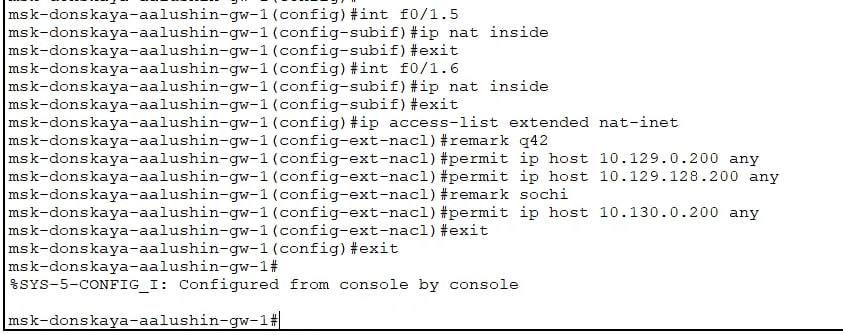 msk-donskaya-aalushin-gw-1(config)#int f0/1.5
msk-donskaya-aalushin-gw-1(config-subif)#ip nat inside
msk-donskaya-aalushin-gw-1(config-subif)#exit
msk-donskaya-aalushin-gw-1(config)#int f0/1.6
msk-donskaya-aalushin-gw-1(config-subif)#ip nat inside
msk-donskaya-aalushin-gw-1(config-subif)#exit
msk-donskaya-aalushin-gw-1(config)#ip access-list extended nat-inet
msk-donskaya-aalushin-gw-1(config-ext-nacl)#remark q42
msk-donskaya-aalushin-gw-1(config-ext-nacl)#permit ip host 10.129.0.200 any
msk-donskaya-aalushin-gw-1(config-ext-nacl)#permit ip host 10.129.128.200 any
msk-donskaya-aalushin-gw-1(config-ext-nacl)#remark sochi
msk-donskaya-aalushin-gw-1(config-ext-nacl)#permit ip host 10.130.0.200 any
msk-donskaya-aalushin-gw-1(config-ext-nacl)#exit
msk-donskaya-aalushin-gw-1(config)#exit
msk-donskaya-aalushin-gw-1#
%SYS-5-CONFIG_I: Configured from console by console
msk-donskaya-aalushin-gw-1#